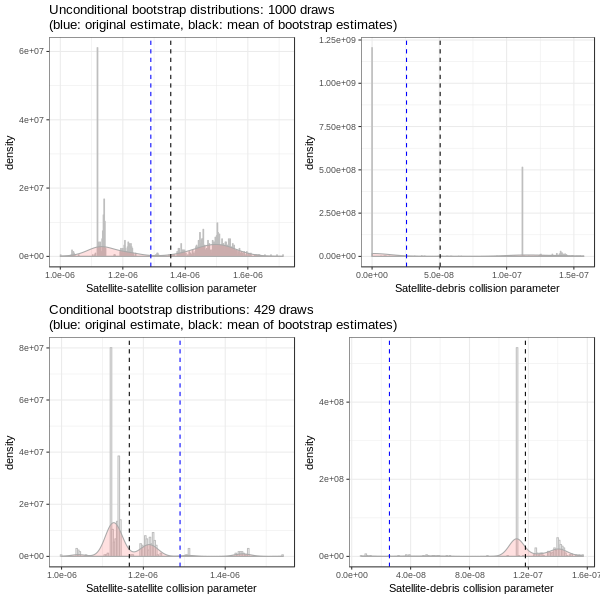 Unconditional bootstrap distributions: 1000 draws
(blue: original estimate, black: mean of bootstrap estimates)
density
6e+07
4e+07
2e+07
0e+00
1.0e-06 1.2e-06 1.4e-06 1.6e-06
Satellite-satellite collision parameter
density
1.25e+09
1.00e+09
7.50e+08
5.00e+08
2.50e+08
0.00e+00
0.0e+00 5.0e-08 1.0e-07 1.5e-07
Satellite-debris collision parameter
Conditional bootstrap distributions: 429 draws
(blue: original estimate, black: mean of bootstrap estimates)
density
8e+07
6e+07
4e+07
2e+07
0e+00
1.0e-06 1.2e-06 1.4e-06
Satellite-satellite collision parameter
density
4e+08
2e+08
0e+00
0.0e+00 4.0e-08 8.0e-08 1.2e-07 1.6e-07
Satellite-debris collision parameter